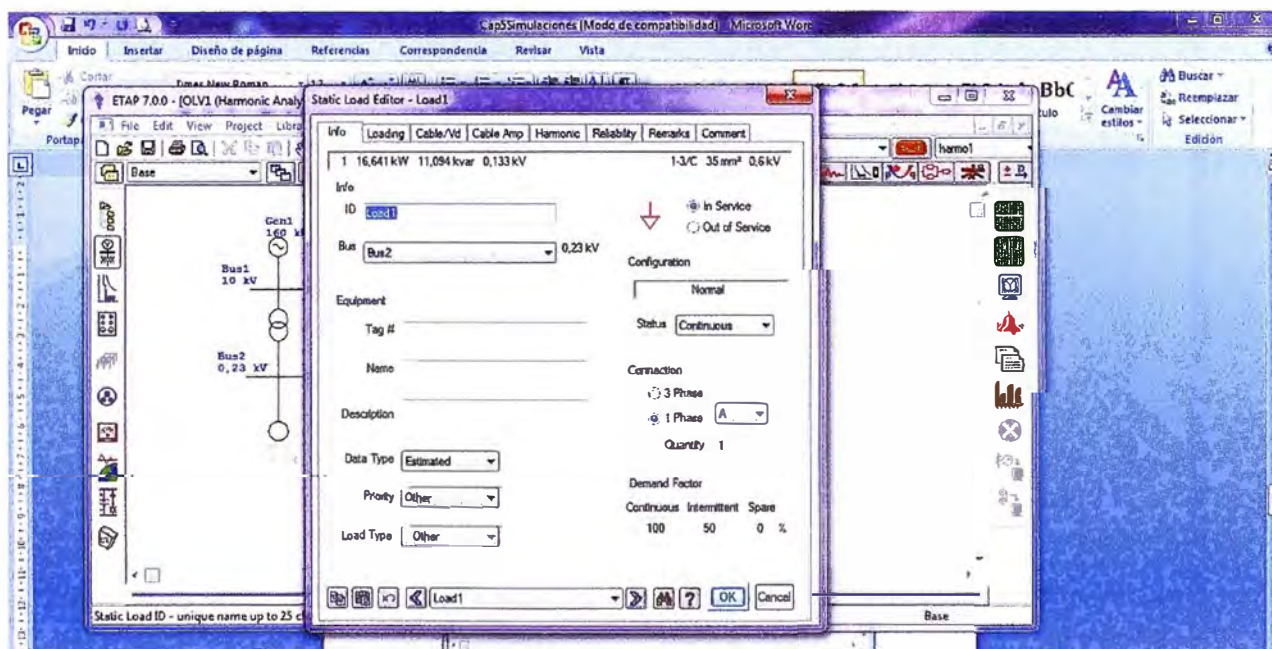 Cap5Simulaciones (Modo de compatibilidad) Microsoft Word
Inicio Insertar Diseño de página Referencias Correspondencia Revisar Vista
Cortar
Times New Roman
Pegar
Buscar
Reemplazar
Seleccionar
Cambiar estilos
Edición
ETAP 7.0.0 - [OLV1 (Harmonic Analy
File Edit View Project Libra
Base
harmo1
Gen1
160 k
Bus1
10 kV
Bus2
0,23 kV
Static Load Editor - Load1
Info Loading Cable/Vd Cable Amp Harmonic Reliability Remarks Comment
1 16,641 kW 11,094 kvar 0,133 kV 1-3/C 35 mm² 0,6 kV
Info
ID Load1
Bus Bus2 0,23 kV
In Service
Out of Service
Configuration
Normal
Status Continuous
Equipment
Tag #
Name
Description
Data Type Estimated
Priority Other
Load Type Other
Connection
3 Phase
1 Phase A
Quantity 1
Demand Factor
Continuous Intermittent Spare
100 50 0 %
Load1 ? OK Cancel
Static Load ID - unique name up to 25 c
Base